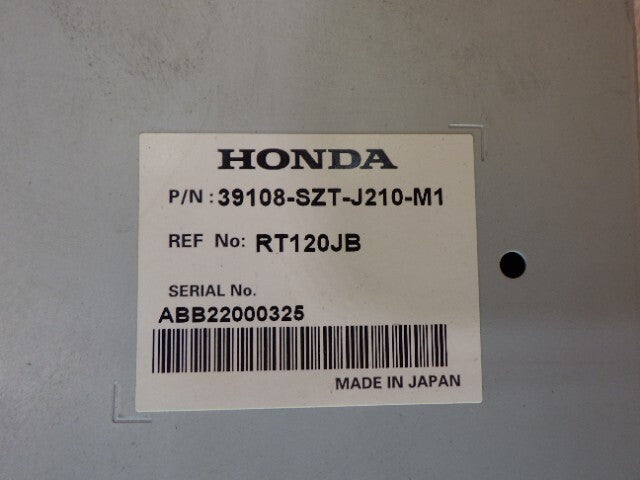 HONDA
P/N : 39108-SZT-J210-M1
REF No: RT120JB
SERIAL No.
ABB22000325
MADE IN JAPAN